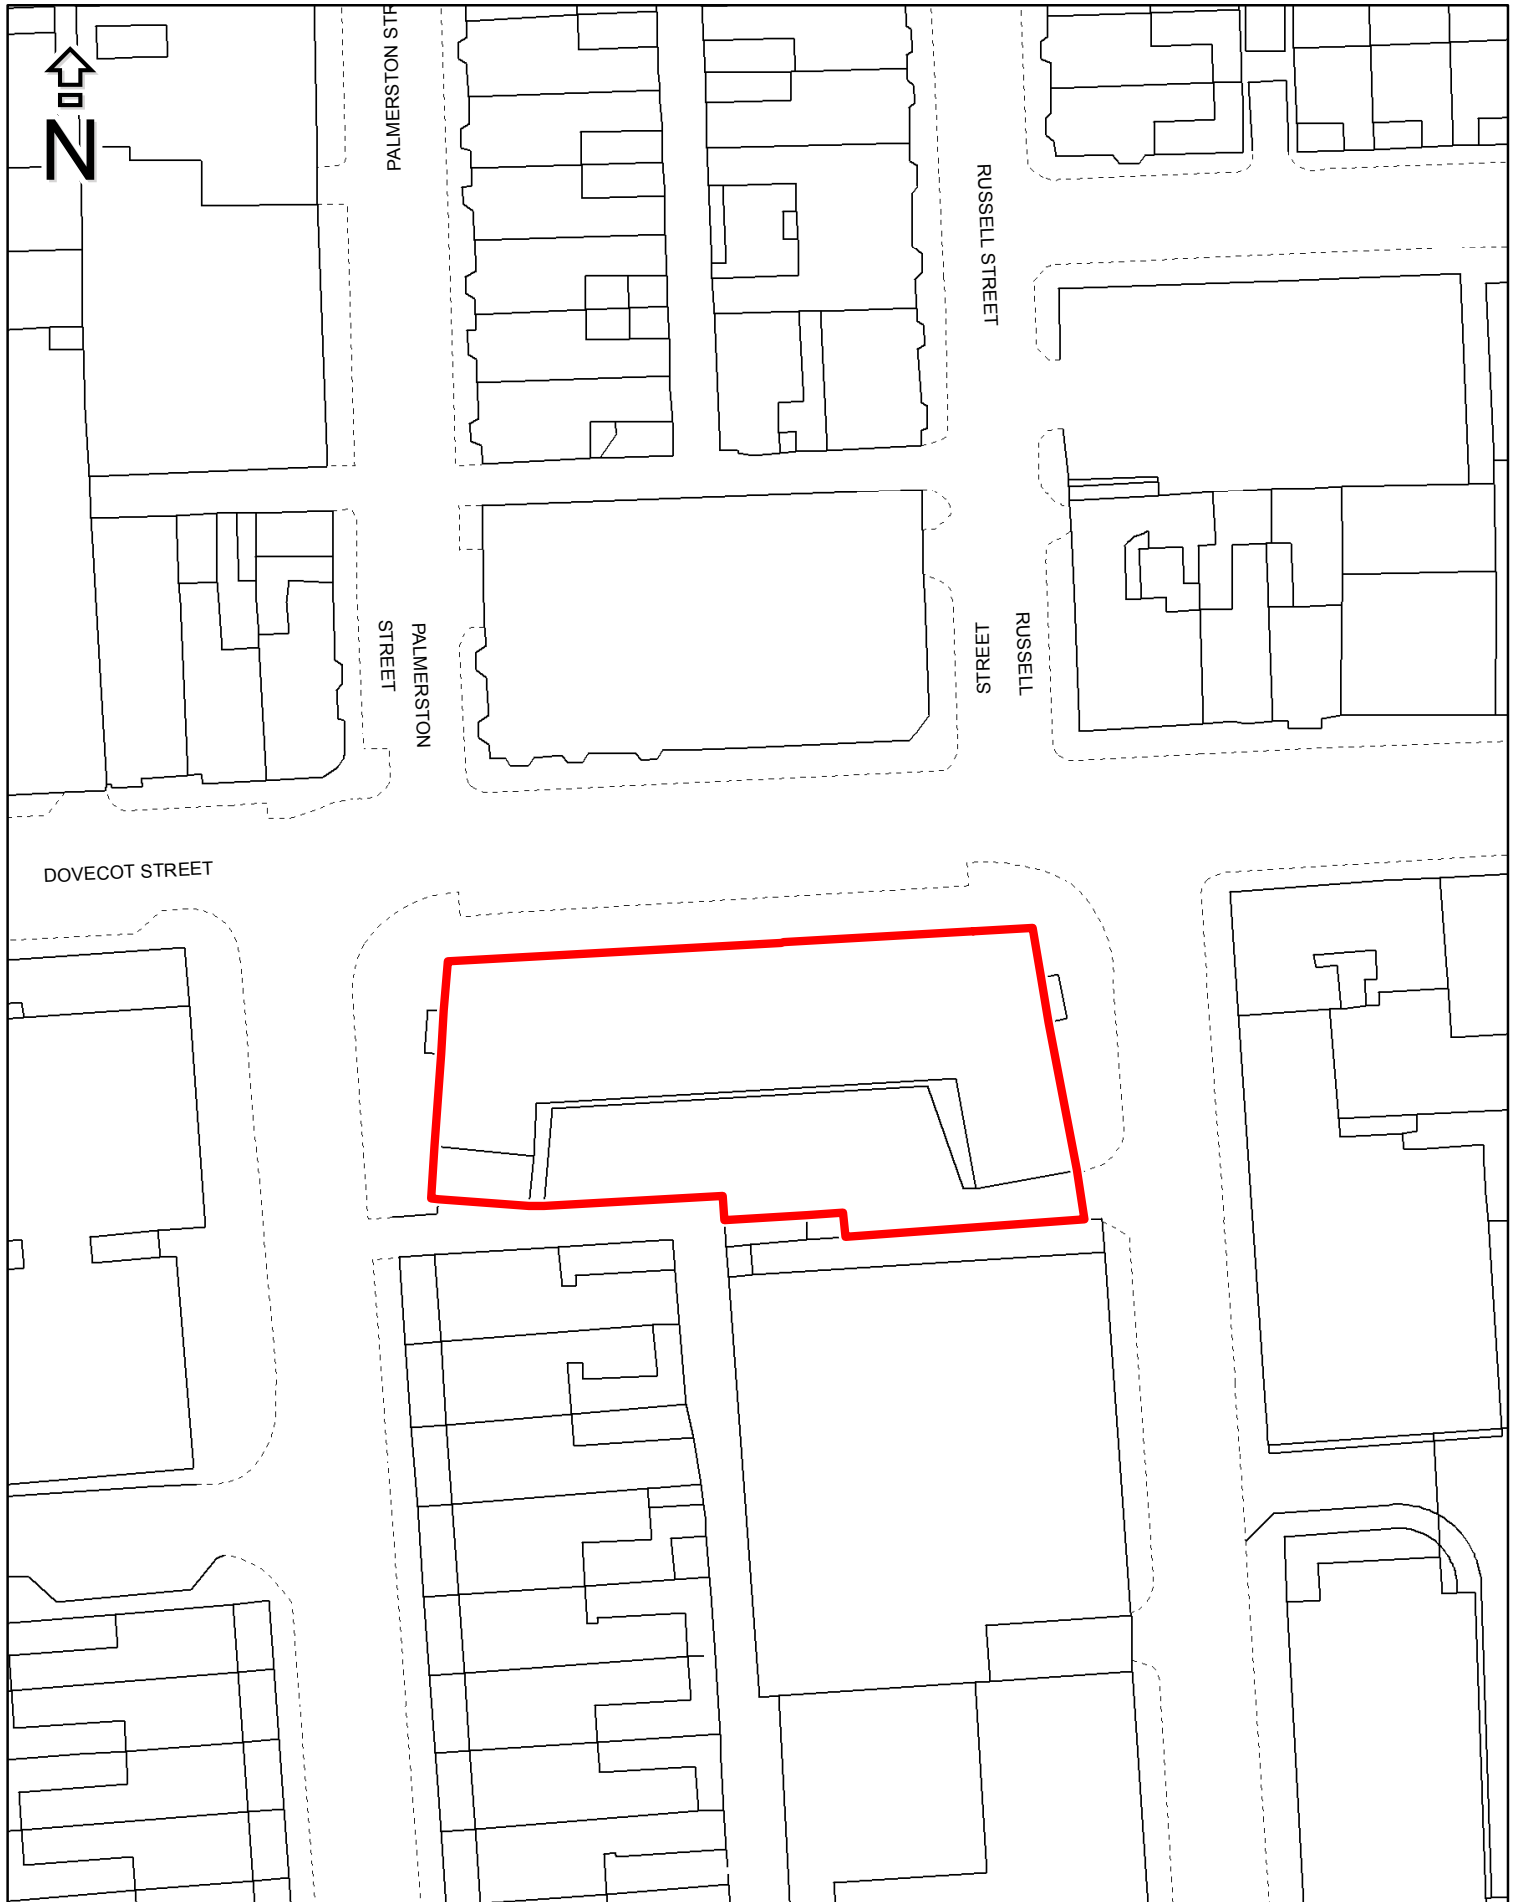 N
PALMERSTON STR
RUSSELL STREET
PALMERSTON
STREET
RUSSELL
STREET
DOVECOT STREET